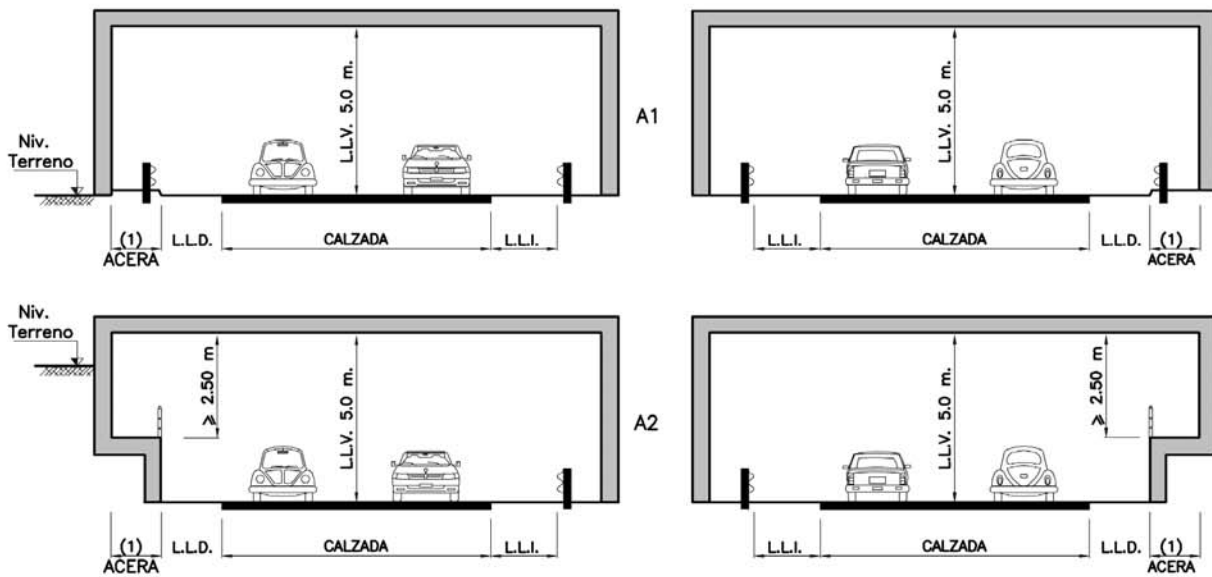 L.L.V. 5.0 m.
A1
L.L.V. 5.0 m.
Niv.
Terreno
(1)
ACERA
L.L.D.
CALZADA
L.L.I.
L.L.I.
CALZADA
L.L.D.
(1)
ACERA
Niv.
Terreno
≥ 2.50 m
L.L.V. 5.0 m.
A2
L.L.V. 5.0 m.
≥ 2.50 m
(1)
ACERA
L.L.D.
CALZADA
L.L.I.
L.L.I.
CALZADA
L.L.D.
(1)
ACERA